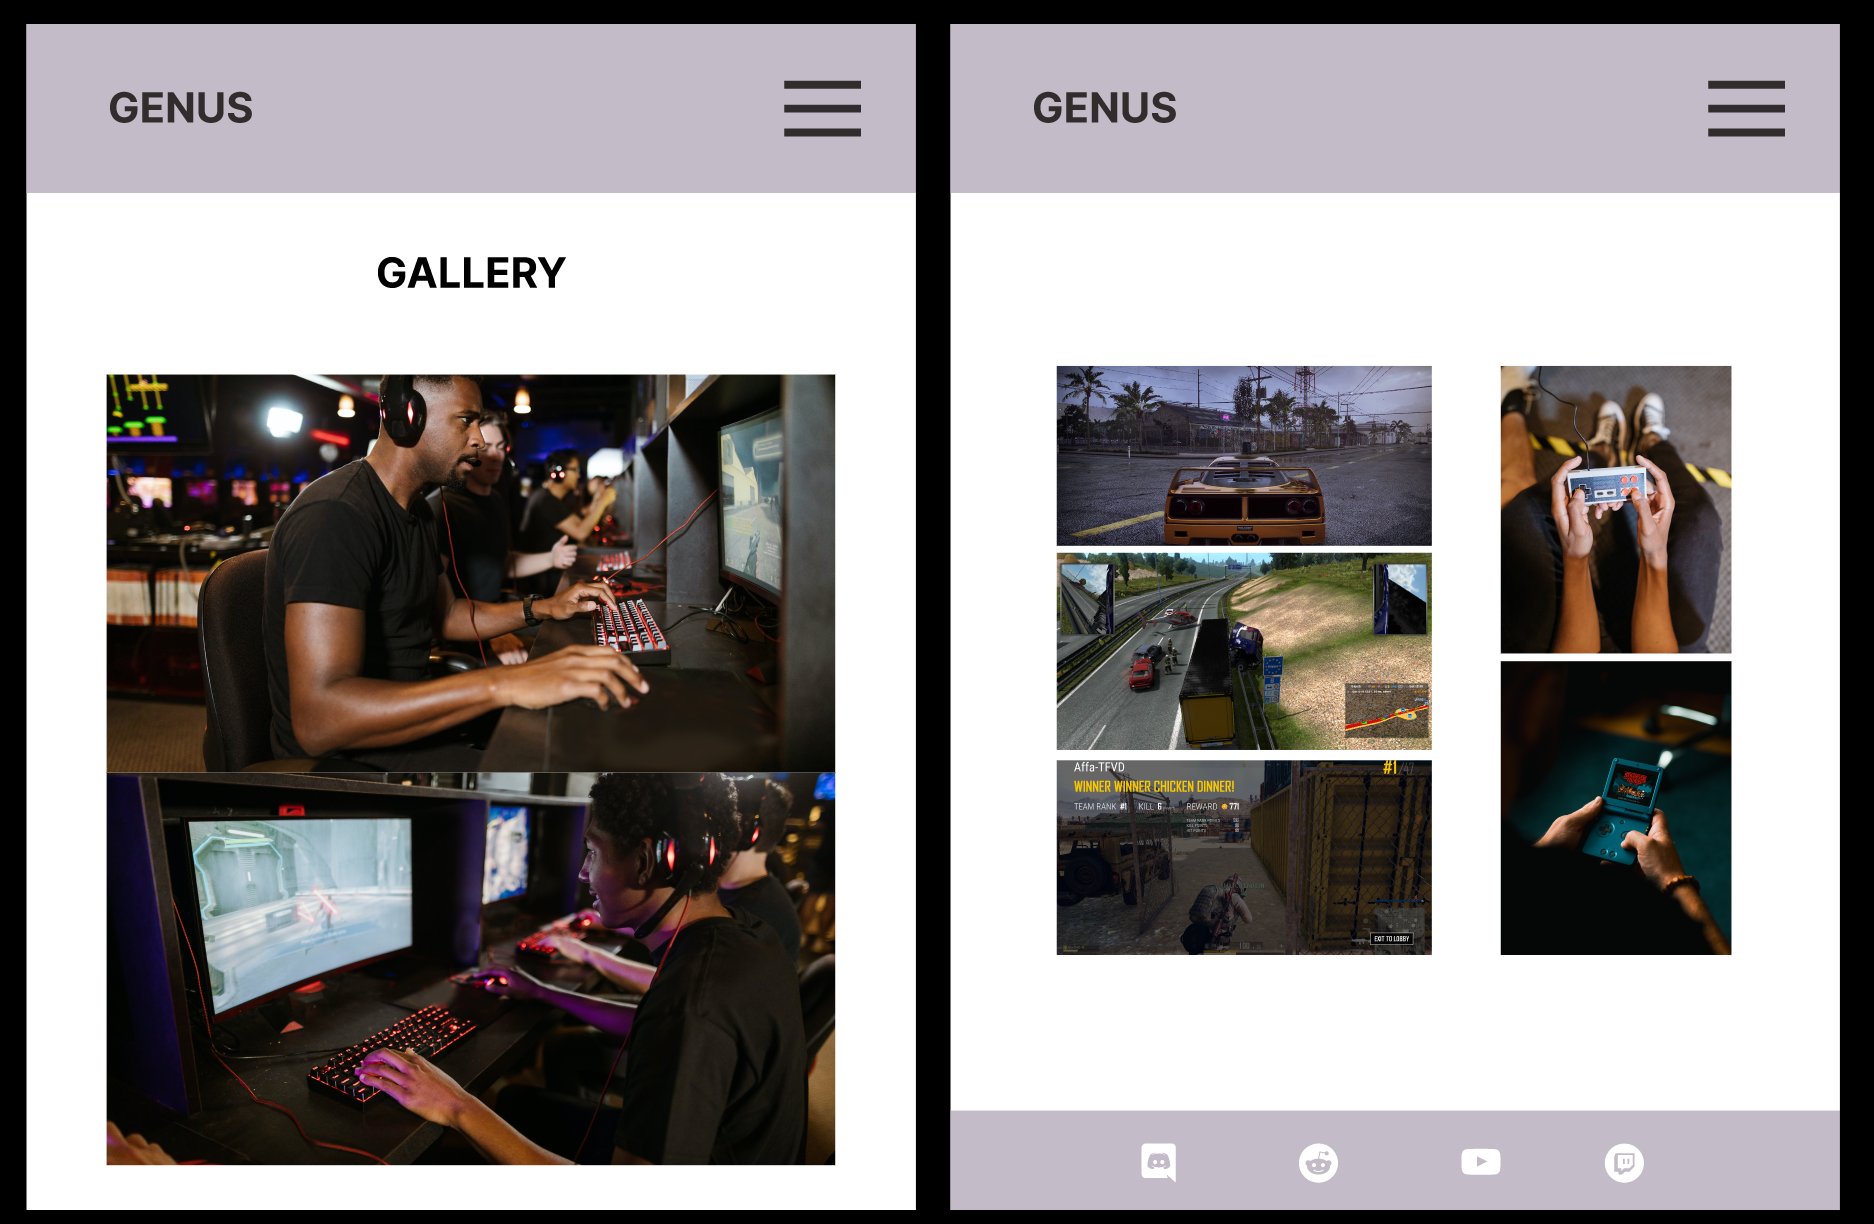 GENUS
GALLERY
GENUS
Affa-TFVD
#1/47
WINNER WINNER CHICKEN DINNER!
TEAM RANK #1 KILL 6 REWARD 771
EXIT TO LOBBY